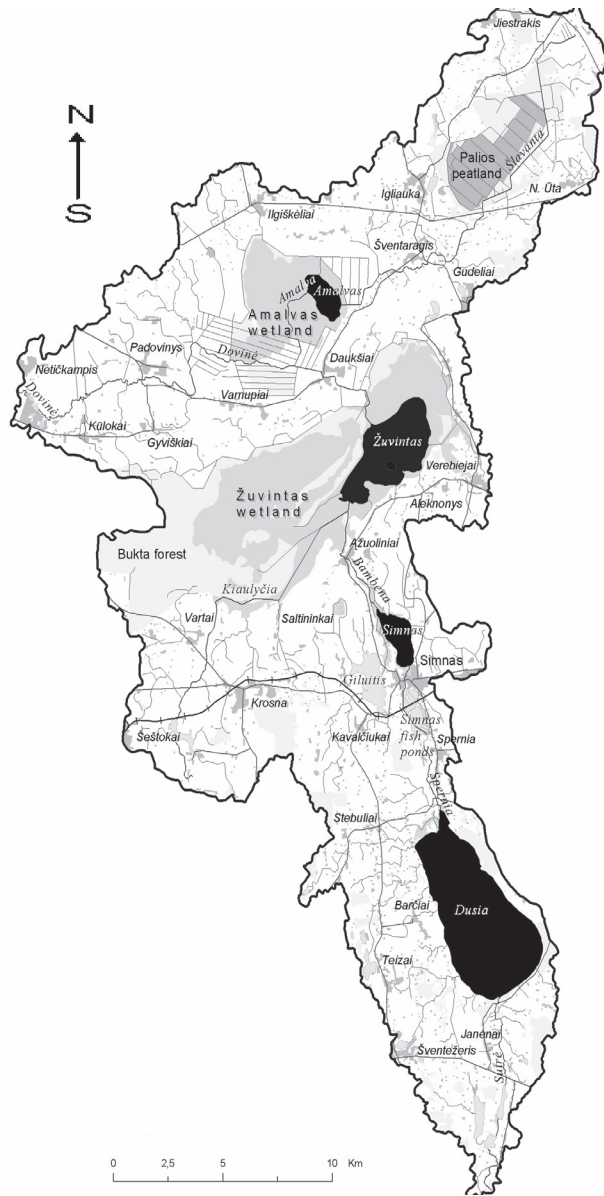 Jiestrakis
N
S
Palios
peatland
Šlavanta
Igliauka
N. Ūta
Ilgiškėliai
Šventaragis
Gudeliai
Amalva
Amalvas
Amalvas
wetland
Padovinys
Dovinė
Daukšiai
Netičkampis
Dovinė
Varnupiai
Kūlokai
Gyviškiai
Žuvintas
Verebiejai
Žuvintas
wetland
Aleknonys
Ąžuoliniai
Bukta forest
Bambena
Kiaulyčia
Vartai
Saltininkai
Simnas
Simnas
Giluitis
Krosna
Simnas
fish
ponds
Kavalčiukai
Spernia
Šeštokai
Spernia
Stebuliai
Barčiai
Dusia
Teizai
Janėnai
Šventežeris
Sutrė
0 2,5 5 10 Km